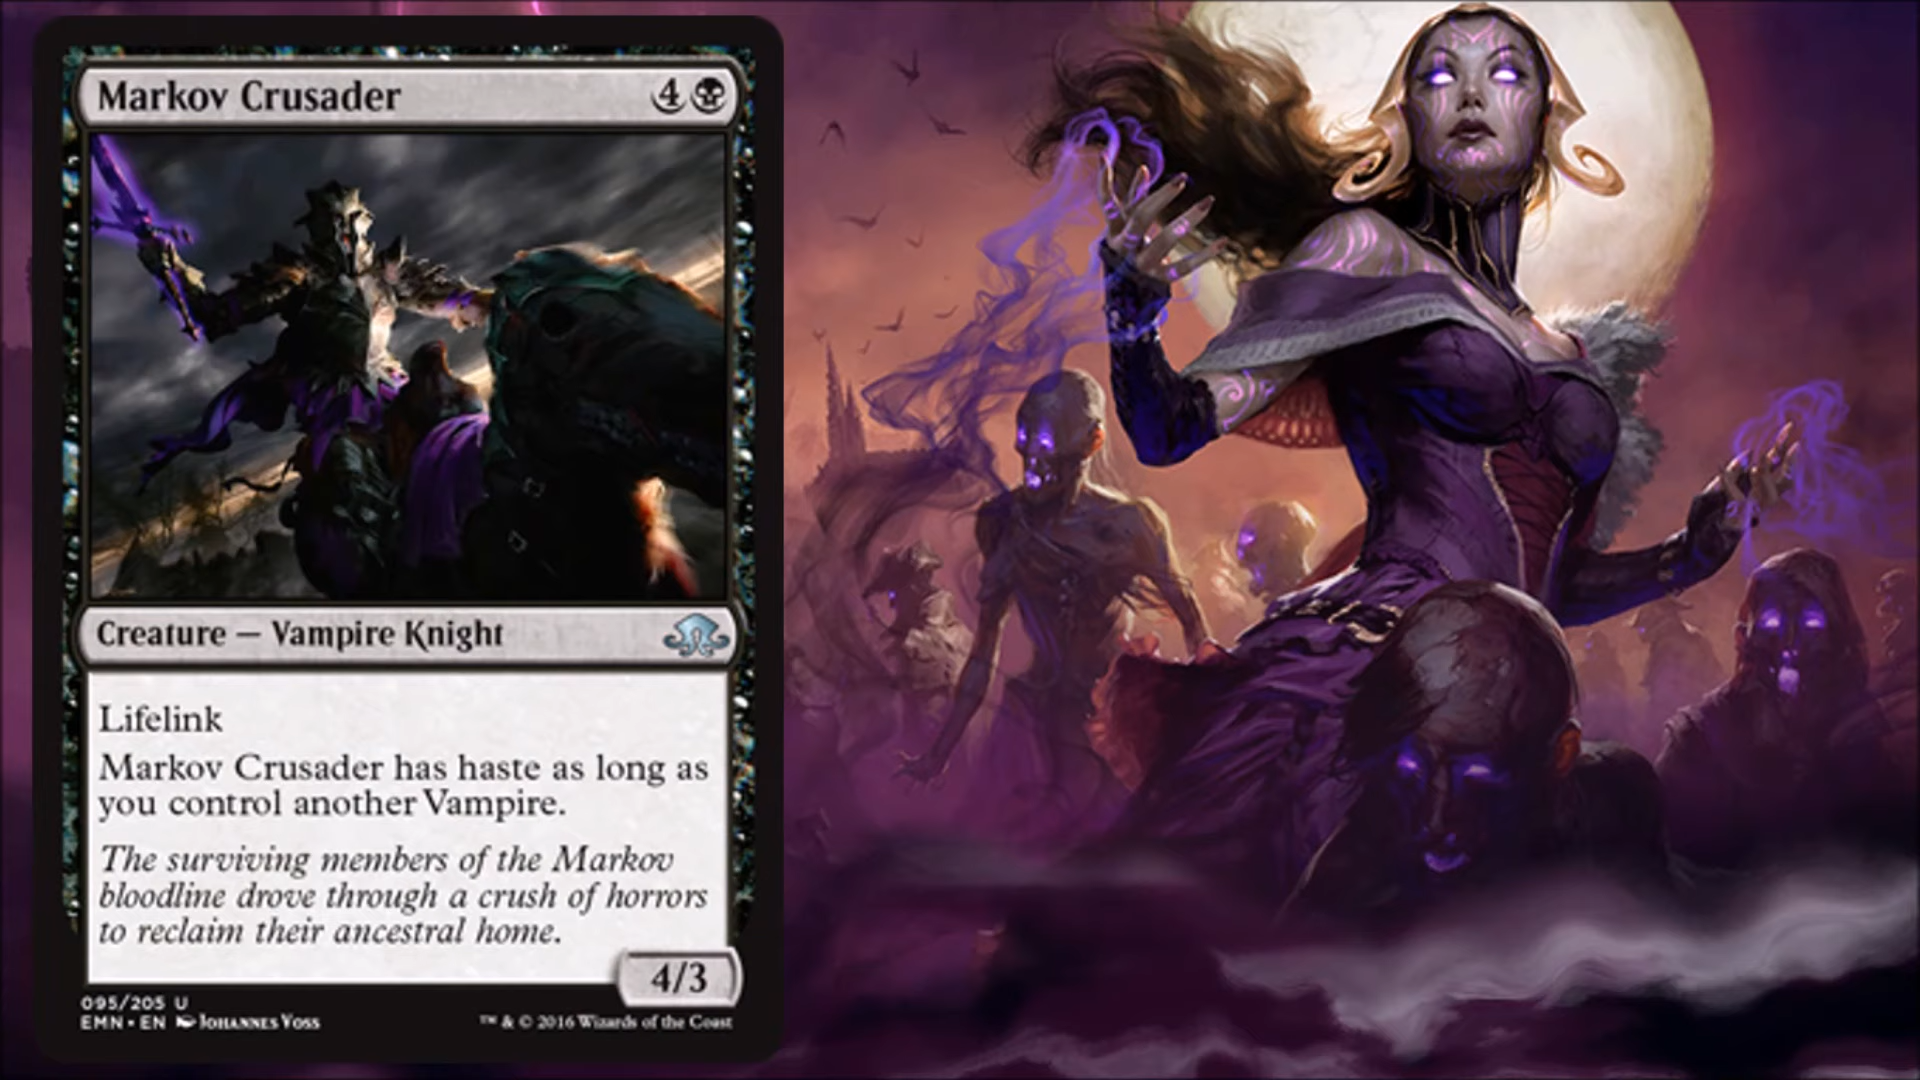 Markov Crusader 4
Creature — Vampire Knight
Lifelink
Markov Crusader has haste as long as
you control another Vampire.
The surviving members of the Markov
bloodline drove through a crush of horrors
to reclaim their ancestral home.
4/3
095/205 U
EMN • EN Johannes Voss
™ & © 2016 Wizards of the Coast